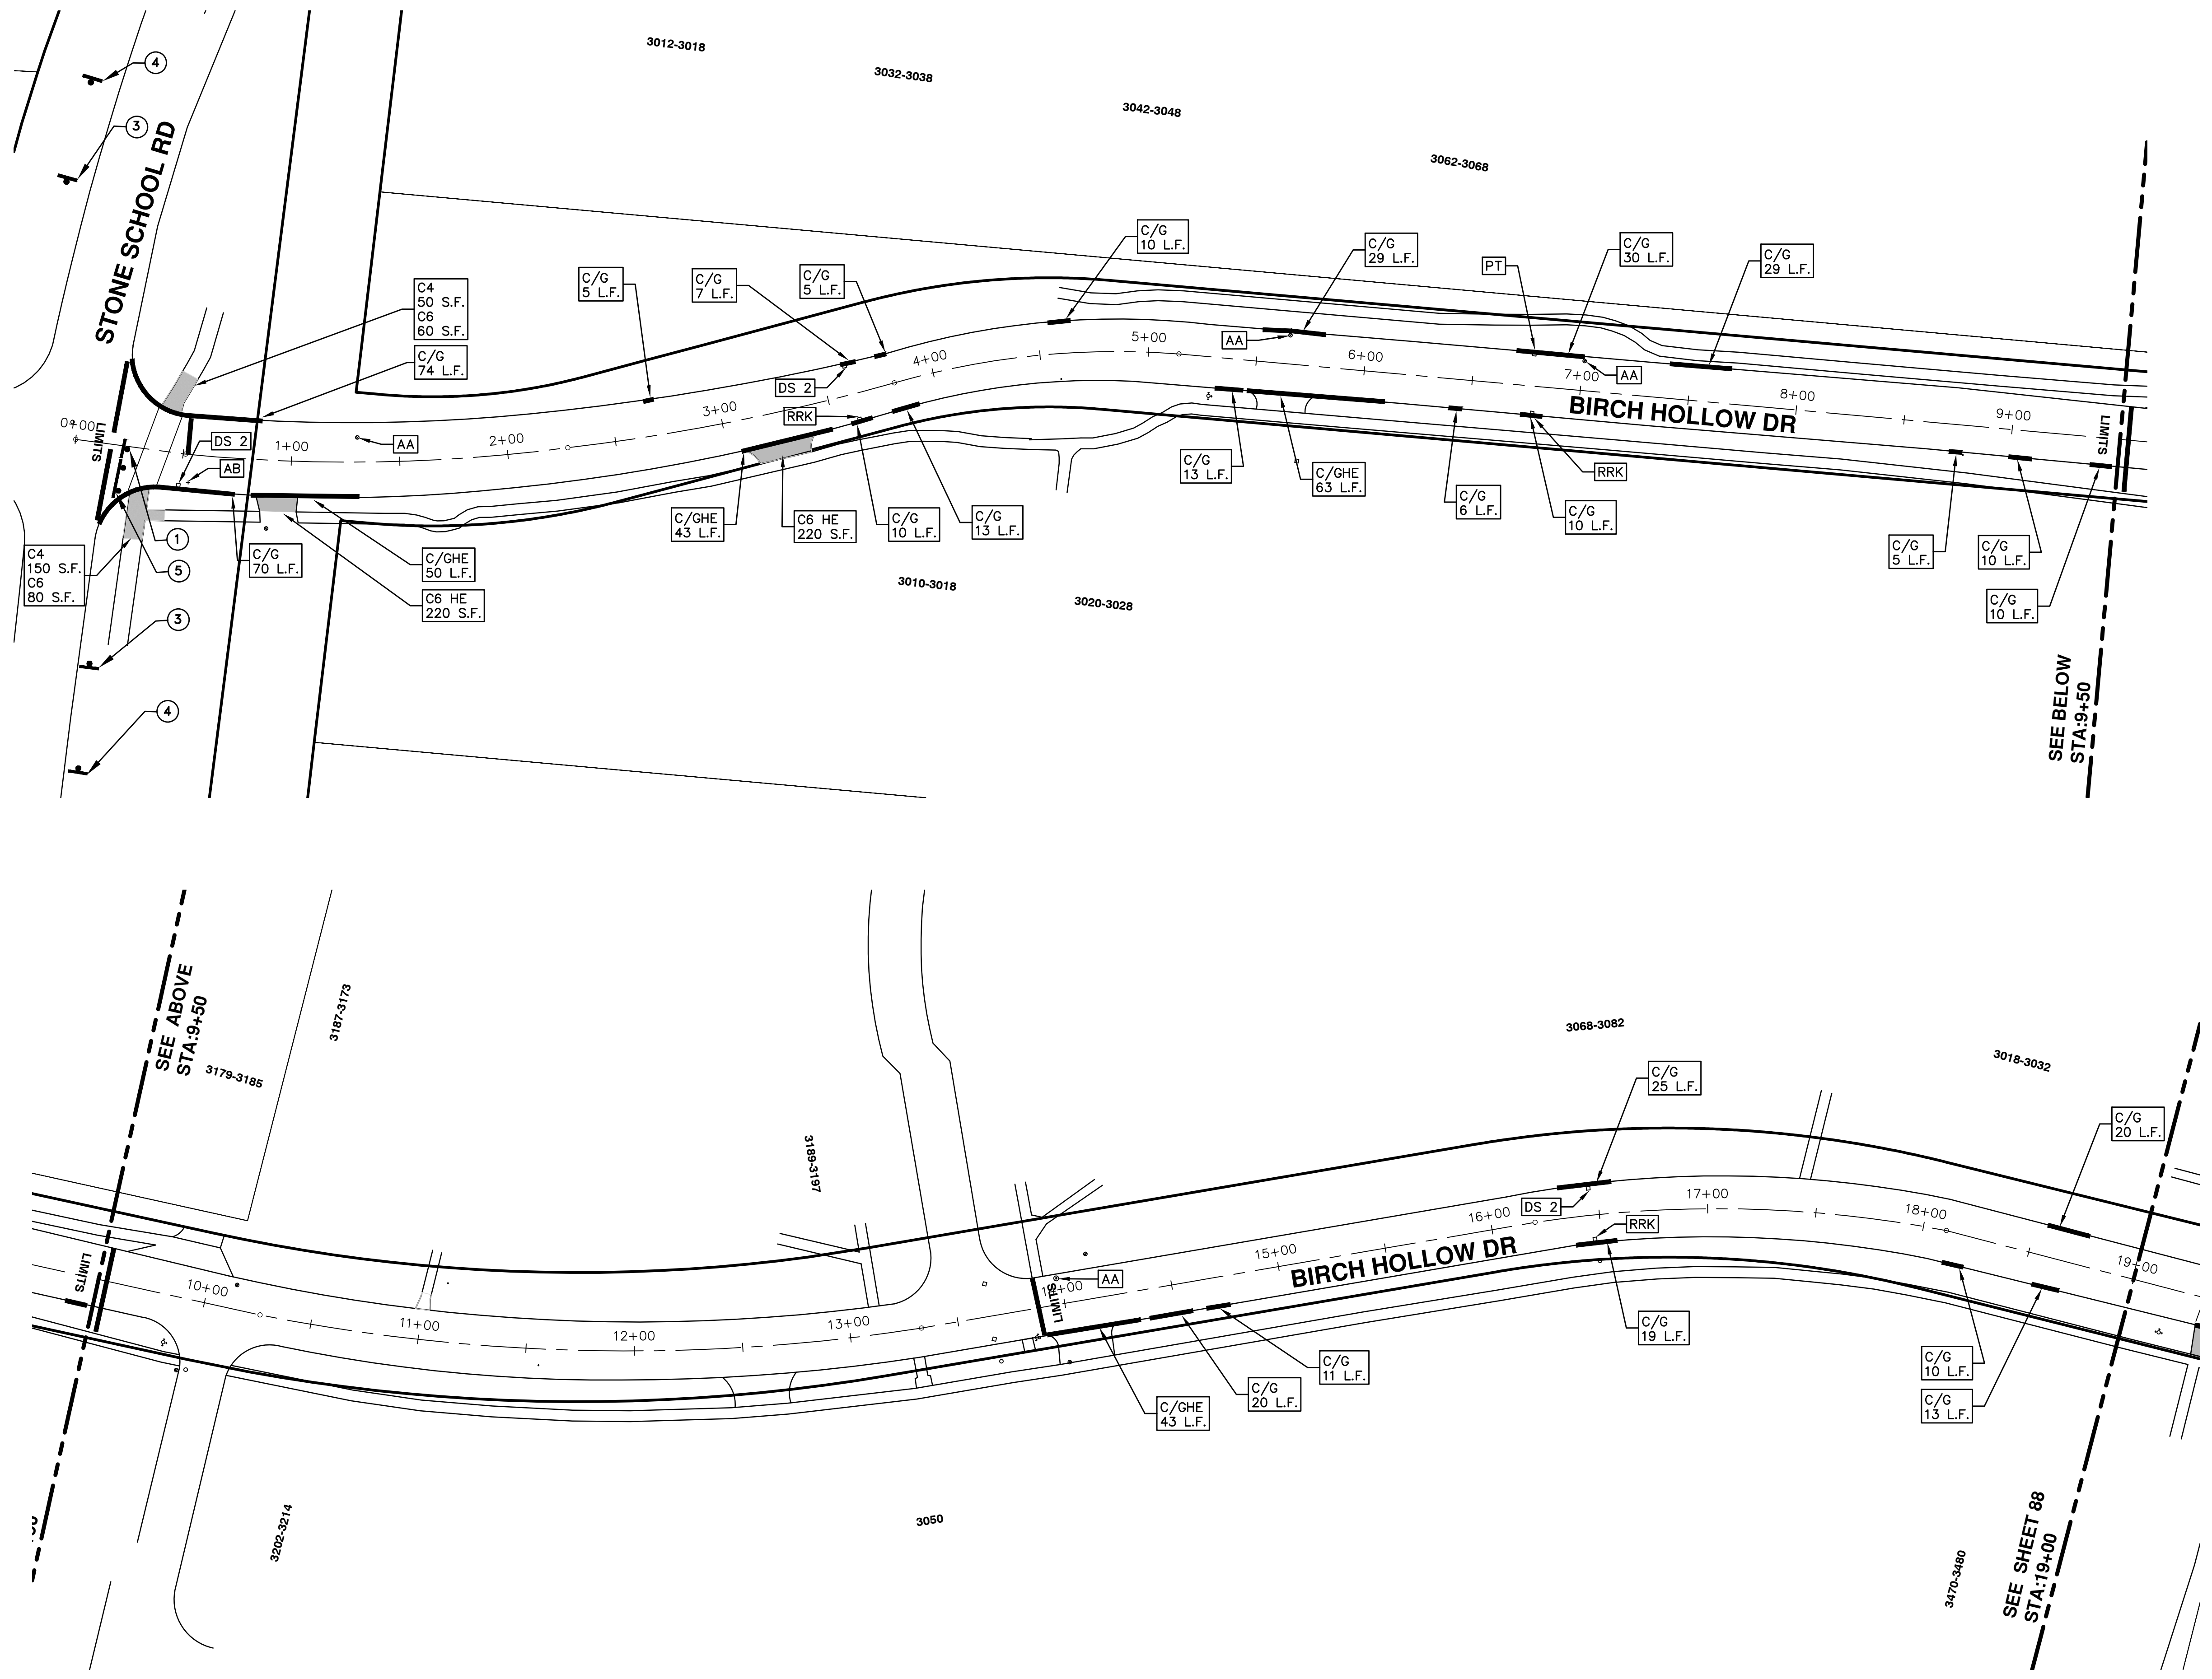 3012-3018
3032-3038
3042-3048
3062-3068
4
3
STONE SCHOOL RD
C4
50 S.F.
C6
60 S.F.
C/G
74 L.F.
C/G
5 L.F.
C/G
7 L.F.
C/G
5 L.F.
C/G
10 L.F.
C/G
29 L.F.
PT
C/G
30 L.F.
C/G
29 L.F.
AA
DS 2
RRK
AA
AA
0+00
1+00
2+00
3+00
4+00
5+00
6+00
7+00
8+00
9+00
LIMITS
BIRCH HOLLOW DR
LIMITS
DS 2
AB
C/G
13 L.F.
C/GHE
63 L.F.
C/G
6 L.F.
RRK
C/G
10 L.F.
C/G
5 L.F.
C/G
10 L.F.
C/G
10 L.F.
C/GHE
43 L.F.
C6 HE
220 S.F.
C/G
10 L.F.
C/G
13 L.F.
C4
150 S.F.
C6
80 S.F.
1
5
C/G
70 L.F.
C/GHE
50 L.F.
C6 HE
220 S.F.
3
4
3010-3018
3020-3028
SEE BELOW
STA:9+50
SEE ABOVE
STA:9+50
3179-3185
3187-3173
3189-3197
3068-3082
3018-3032
C/G
25 L.F.
C/G
20 L.F.
DS 2
RRK
AA
LIMITS
10+00
11+00
12+00
13+00
LIMITS
15+00
16+00
17+00
18+00
19+00
BIRCH HOLLOW DR
C/GHE
43 L.F.
C/G
20 L.F.
C/G
11 L.F.
C/G
19 L.F.
C/G
10 L.F.
C/G
13 L.F.
3202-3214
3050
3470-3480
SEE SHEET 88
STA:19+00